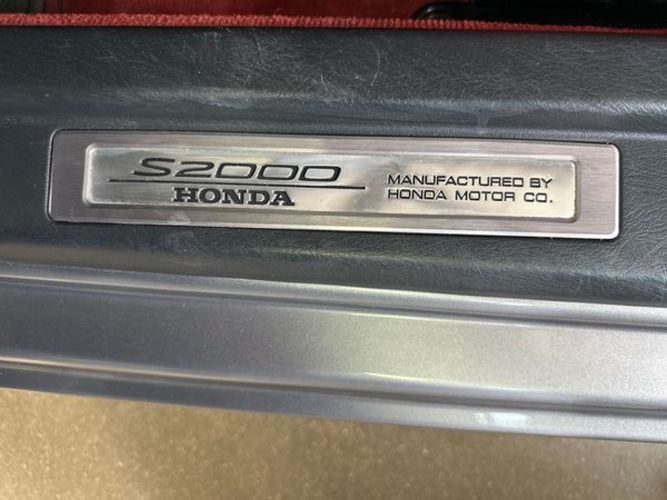 S2000
HONDA
MANUFACTURED BY
HONDA MOTOR CO.